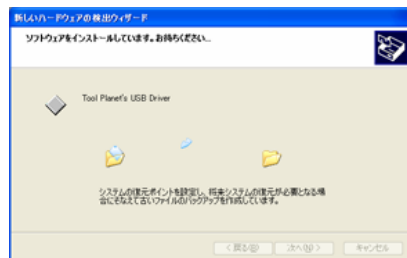 新しいハードウェアの検出ウィザード
ソフトウェアをインストールしています。お待ちください...
Tool Planet's USB Driver
システムの復元ポイントを設定し、将来システムの復元が必要となる場
合にそなえて古いファイルのバックアップを作成しています。
< 戻る(B)
次へ(N) >
キャンセル